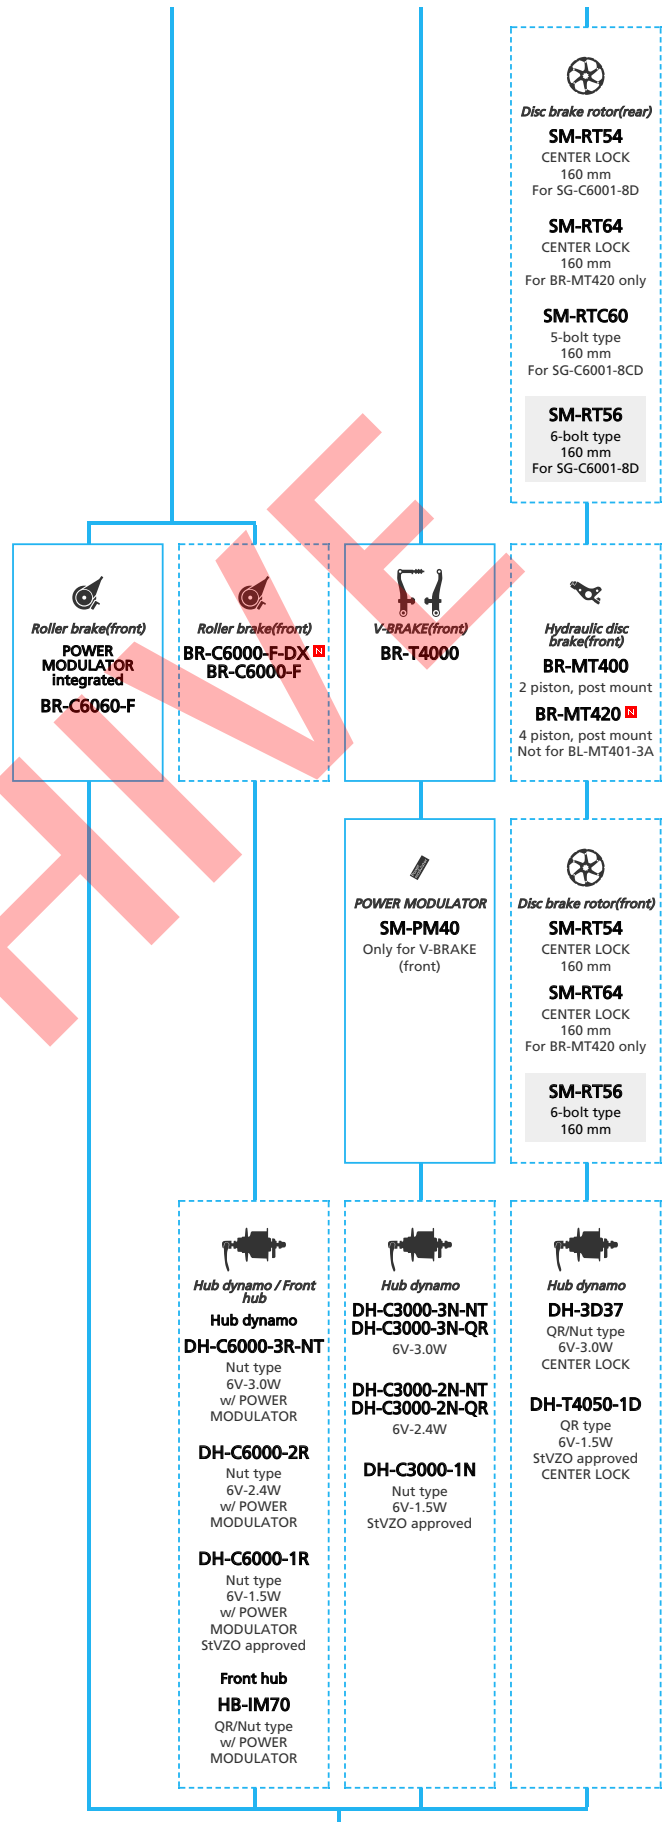 Disc brake rotor(rear)
SM-RT54
CENTER LOCK
160 mm
For SG-C6001-8D
SM-RT64
CENTER LOCK
160 mm
For BR-MT420 only
SM-RTC60
5-bolt type
160 mm
For SG-C6001-8CD
SM-RT56
6-bolt type
160 mm
For SG-C6001-8D
Roller brake(front)
POWER
MODULATOR
integrated
BR-C6060-F
Roller brake(front)
BR-C6000-F-DX N
BR-C6000-F
V-BRAKE(front)
BR-T4000
Hydraulic disc
brake(front)
BR-MT400
2 piston, post mount
BR-MT420 N
4 piston, post mount
Not for BL-MT401-3A
POWER MODULATOR
SM-PM40
Only for V-BRAKE
(front)
Disc brake rotor(front)
SM-RT54
CENTER LOCK
160 mm
SM-RT64
CENTER LOCK
160 mm
For BR-MT420 only
SM-RT56
6-bolt type
160 mm
Hub dynamo / Front
hub
Hub dynamo
DH-C6000-3R-NT
Nut type
6V-3.0W
w/ POWER
MODULATOR
DH-C6000-2R
Nut type
6V-2.4W
w/ POWER
MODULATOR
DH-C6000-1R
Nut type
6V-1.5W
w/ POWER
MODULATOR
StVZO approved
Front hub
HB-IM70
QR/Nut type
w/ POWER
MODULATOR
Hub dynamo
DH-C3000-3N-NT
DH-C3000-3N-QR
6V-3.0W
DH-C3000-2N-NT
DH-C3000-2N-QR
6V-2.4W
DH-C3000-1N
Nut type
6V-1.5W
StVZO approved
Hub dynamo
DH-3D37
QR/Nut type
6V-3.0W
CENTER LOCK
DH-T4050-1D
QR type
6V-1.5W
StVZO approved
CENTER LOCK
HIVE